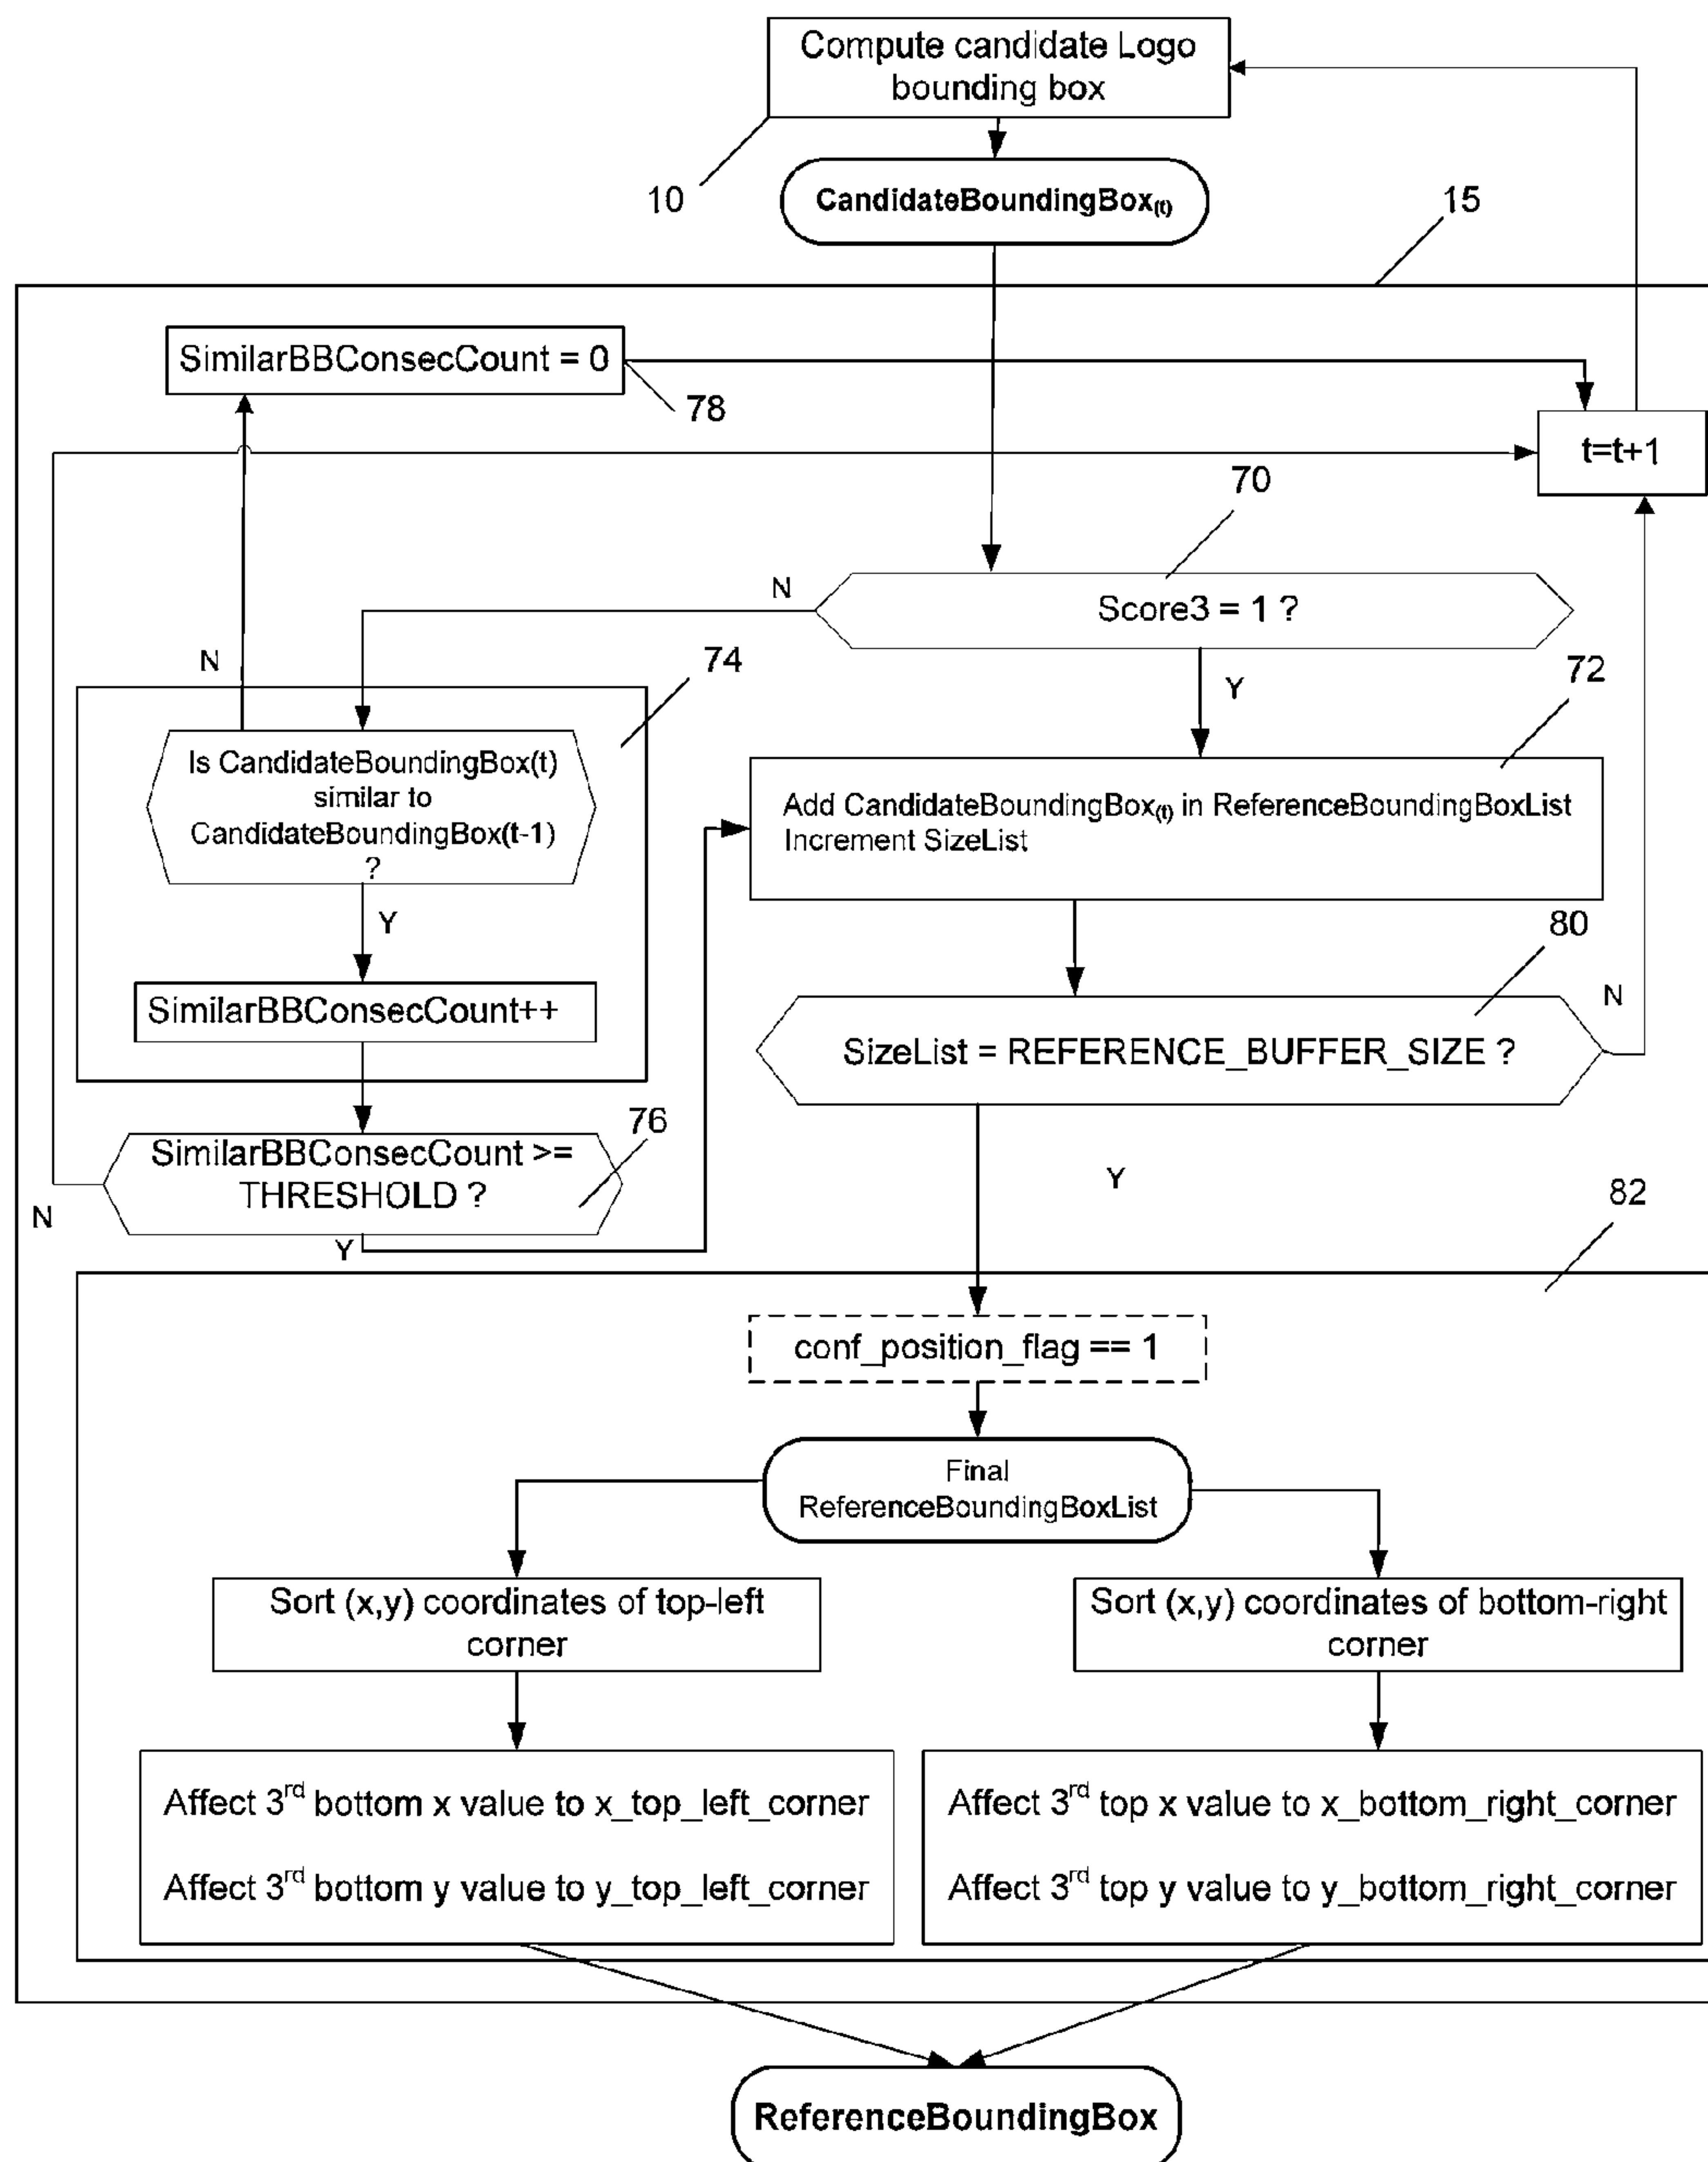 Compute candidate Logo
bounding box
10
CandidateBoundingBox(t)
15
SimilarBBConsecCount = 0
78
t=t+1
70
N
Score3 = 1 ?
N
74
72
Y
Is CandidateBoundingBox(t)
similar to
CandidateBoundingBox(t-1)
?
Add CandidateBoundingBox(t) in ReferenceBoundingBoxList
Increment SizeList
Y
80
N
SimilarBBConsecCount++
SizeList = REFERENCE_BUFFER_SIZE ?
76
SimilarBBConsecCount >=
THRESHOLD ?
N
Y
Y
82
conf_position_flag == 1
Final
ReferenceBoundingBoxList
Sort (x,y) coordinates of top-left
corner
Sort (x,y) coordinates of bottom-right
corner
Affect 3rd bottom x value to x_top_left_corner
Affect 3rd bottom y value to y_top_left_corner
Affect 3rd top x value to x_bottom_right_corner
Affect 3rd top y value to y_bottom_right_corner
ReferenceBoundingBox